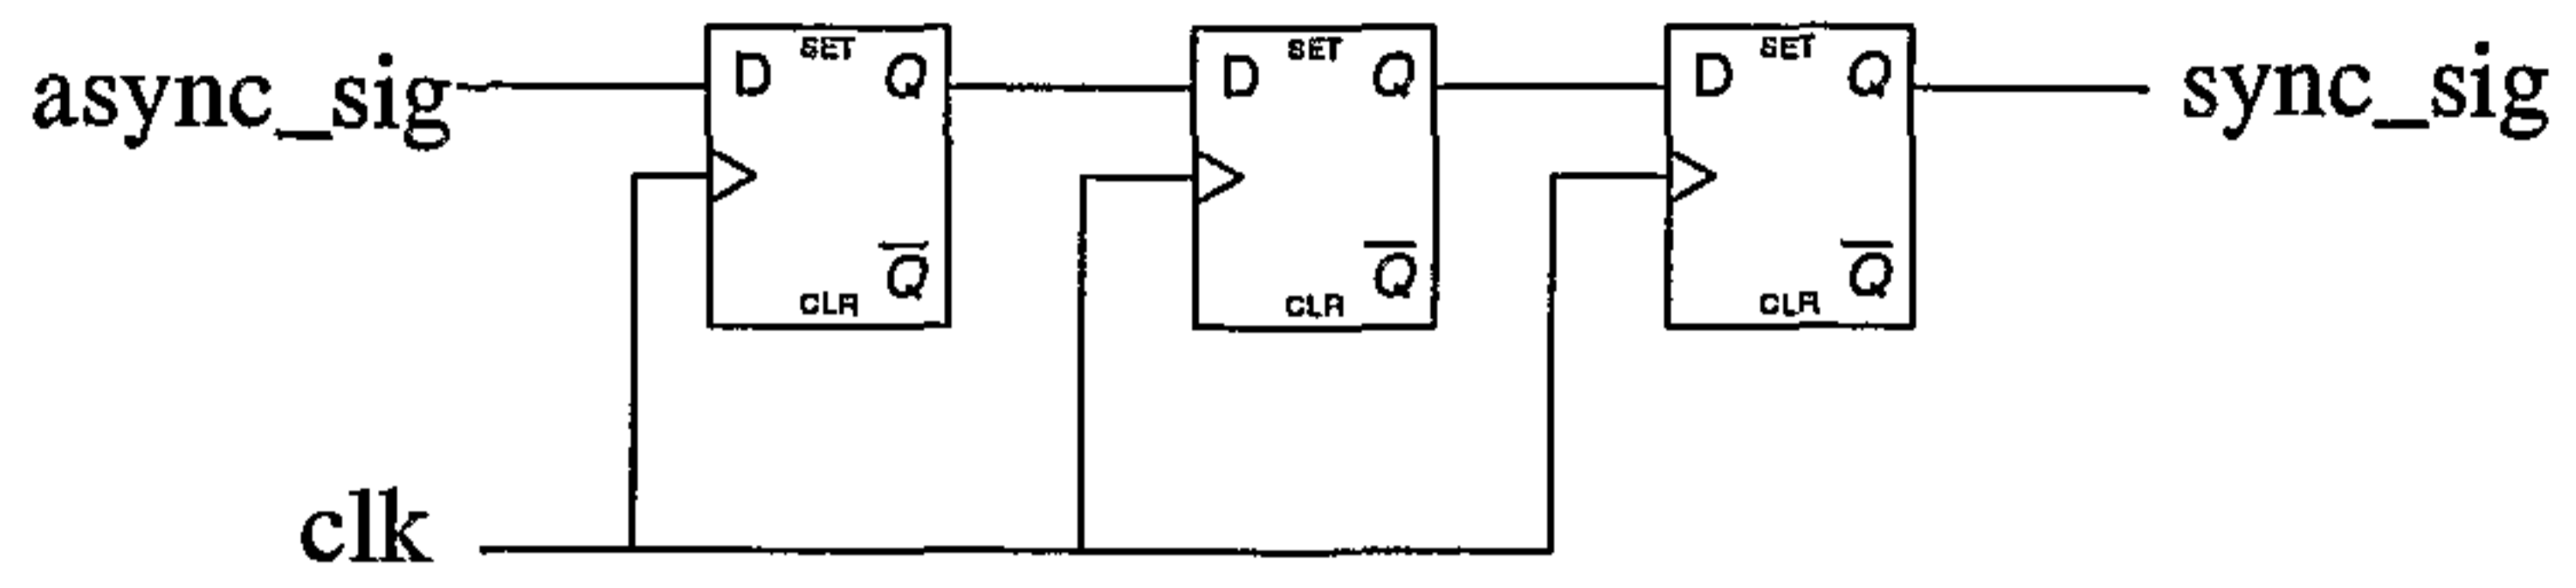 SET SET SET
async_sig D Q D Q D Q sync_sig
Q Q Q
CLR CLR CLR
clk